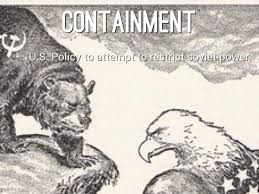 CONTAINMENT
U.S. Policy to attempt to restrict soviet power.